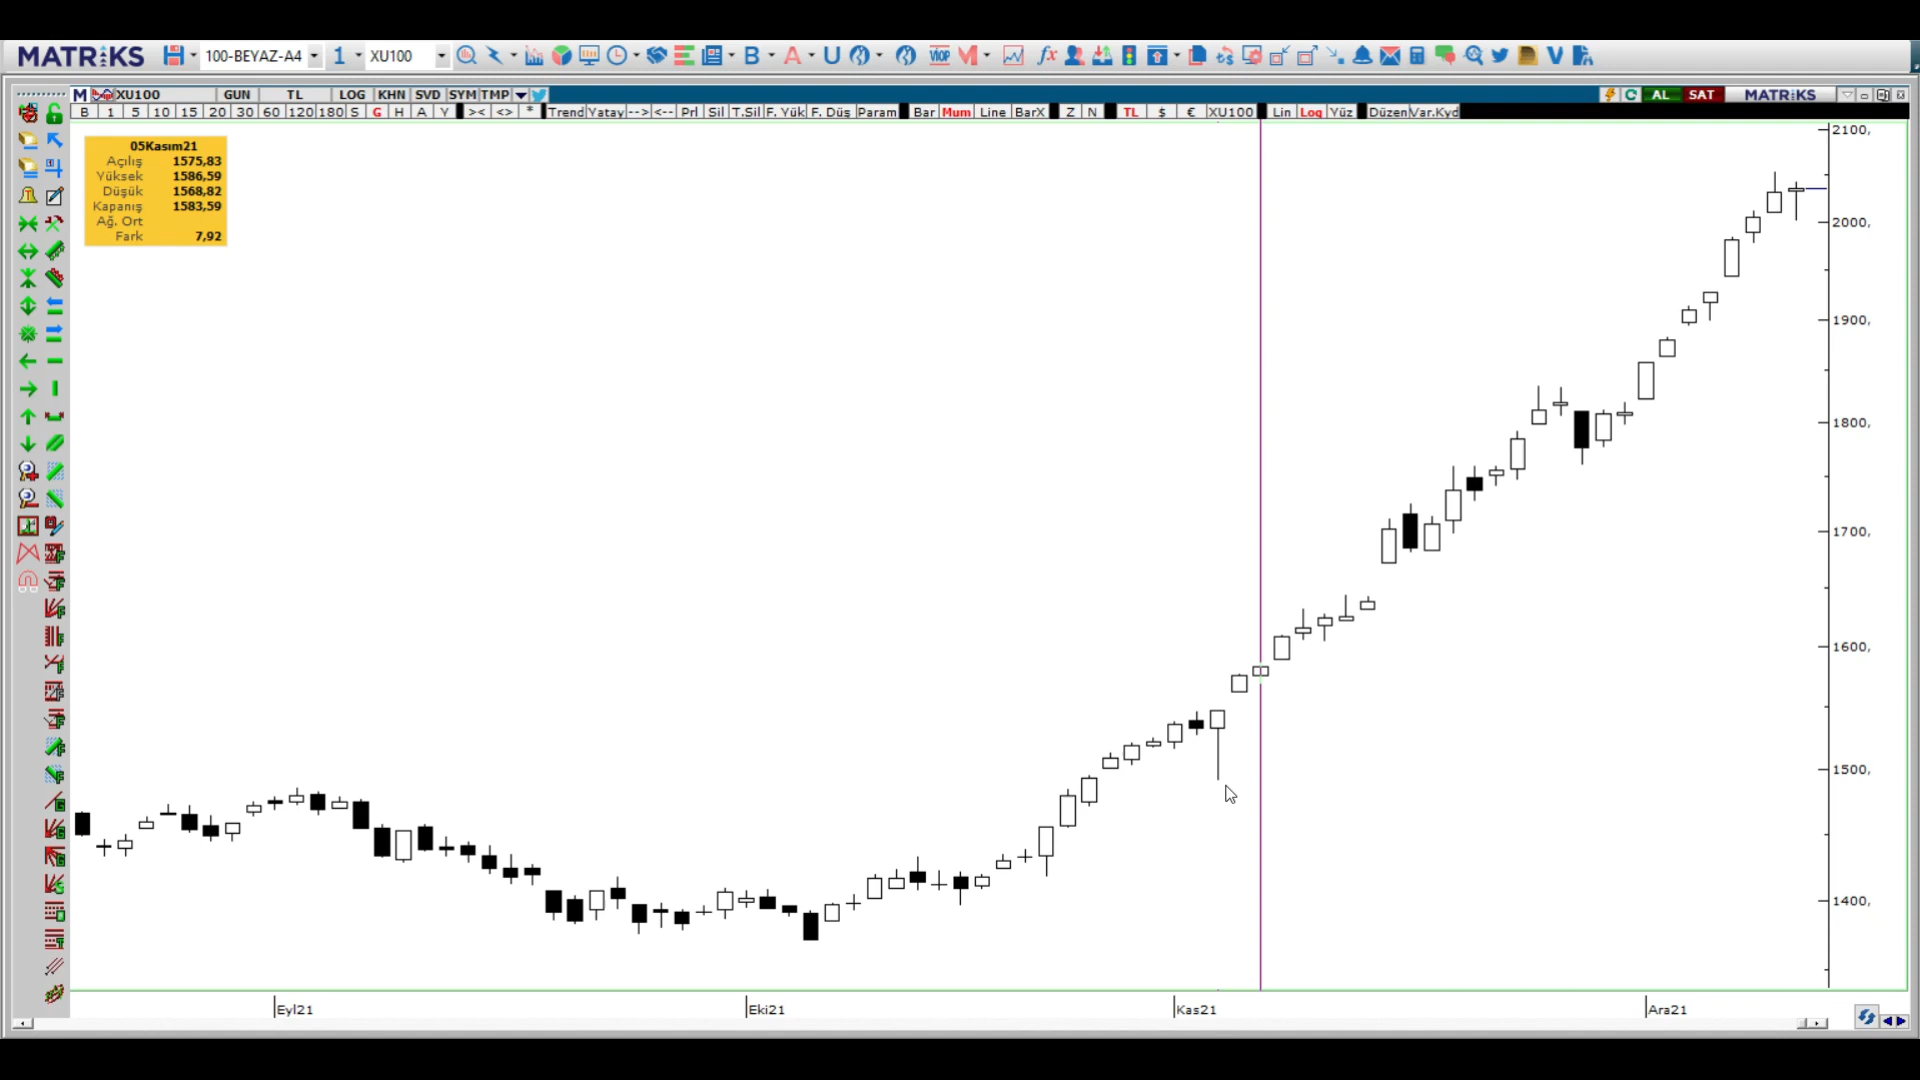 MATRiKS 100-BEYAZ-A4 1 XU100 B A U VIOP M fx V
M XU100 GUN TL LOG KHN SVD SYM TMP AL SAT MATRiKS
B 1 5 10 15 20 30 60 120 180 S G H A Y >< <> * Trend Yatay --> <-- Prl Sil T.Sil F. Yük F. Düş Param Bar Mum Line BarX Z N TL $ € XU100 Lin Log Yüz Düzen Var.Kyd
05Kasım21
Açılış 1575,83
Yüksek 1586,59
Düşük 1568,82
Kapanış 1583,59
Ağ. Ort
Fark 7,92
2100,
2000,
1900,
1800,
1700,
1600,
1500,
1400,
Eyl21 Eki21 Kas21 Ara21